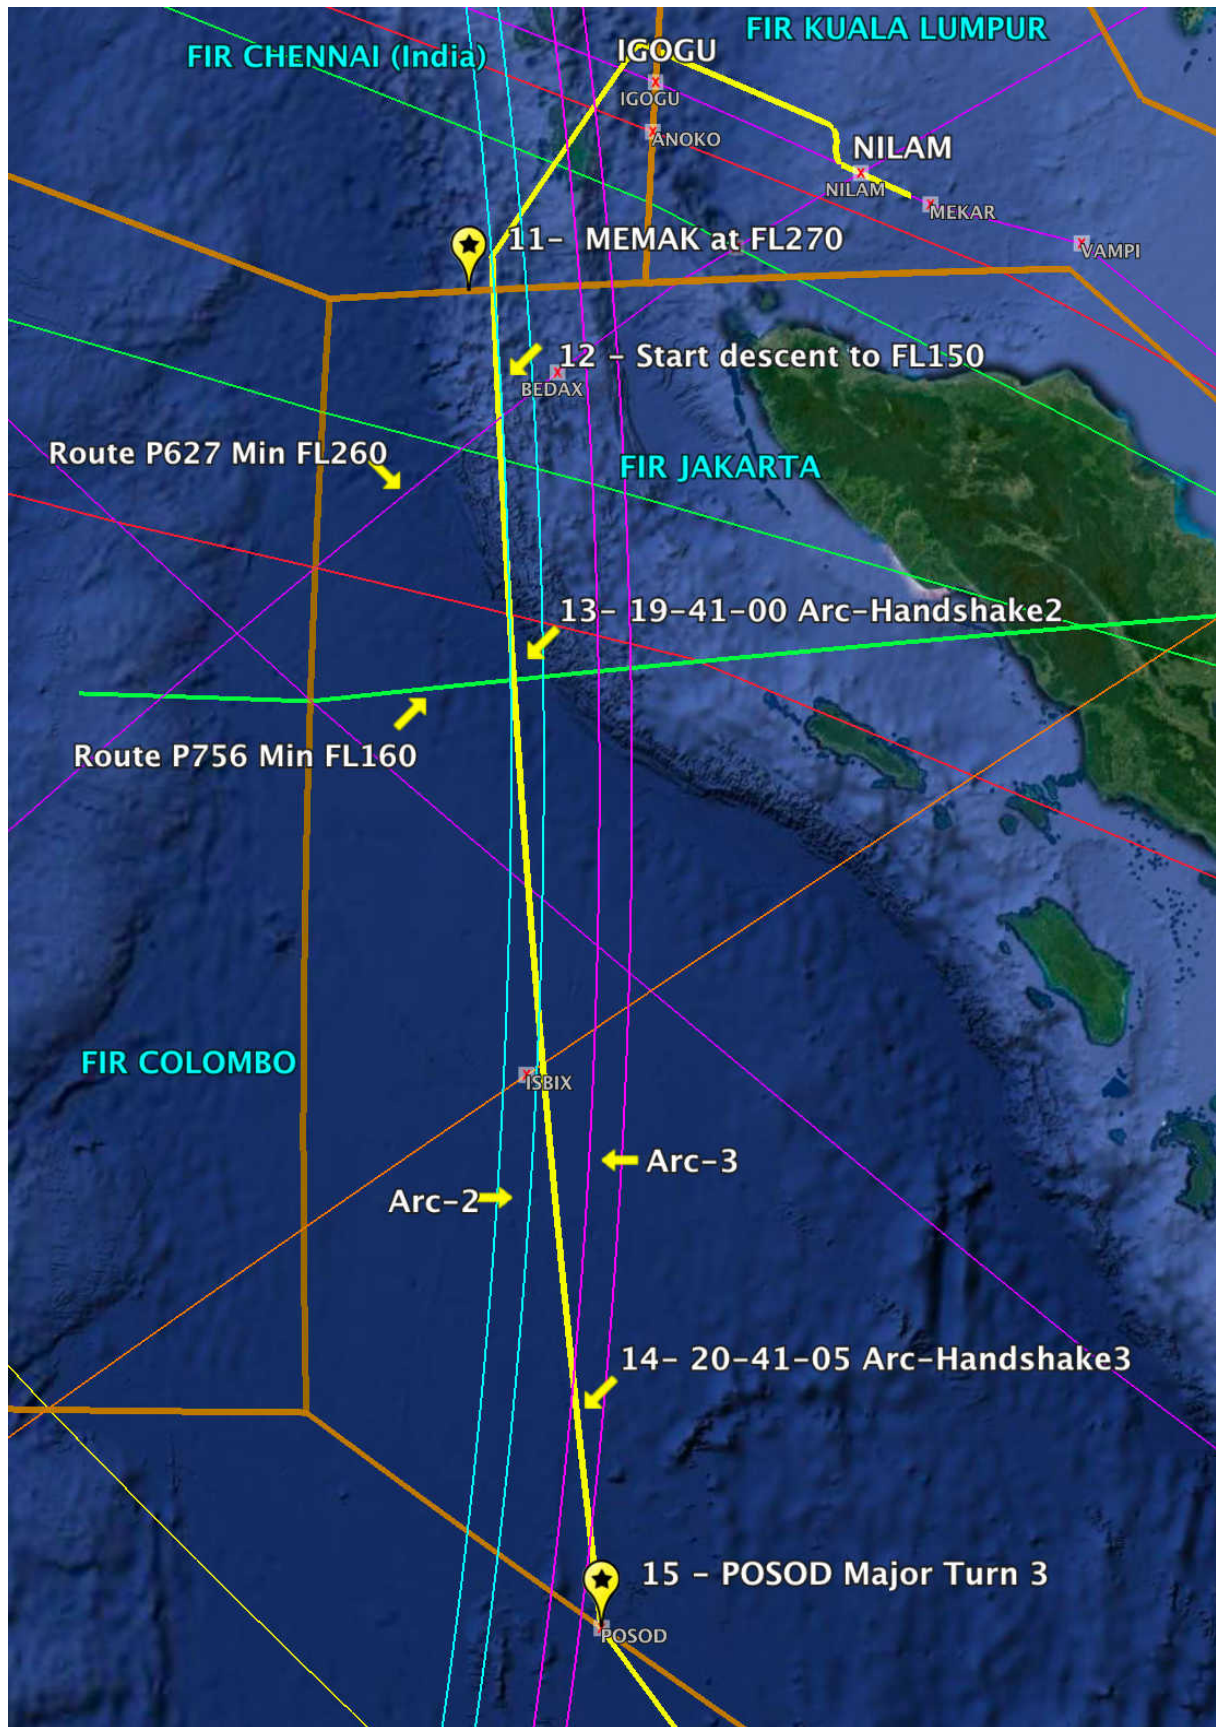 FIR KUALA LUMPUR
FIR CHENNAI (India)
IGOGU
IGOGU
ANOKO
NILAM
NILAM
MEKAR
VAMPI
11- MEMAK at FL270
12 - Start descent to FL150
BEDAX
Route P627 Min FL260
FIR JAKARTA
13- 19-41-00 Arc-Handshake2
Route P756 Min FL160
FIR COLOMBO
ISBIX
Arc-3
Arc-2
14- 20-41-05 Arc-Handshake3
15 - POSOD Major Turn 3
POSOD